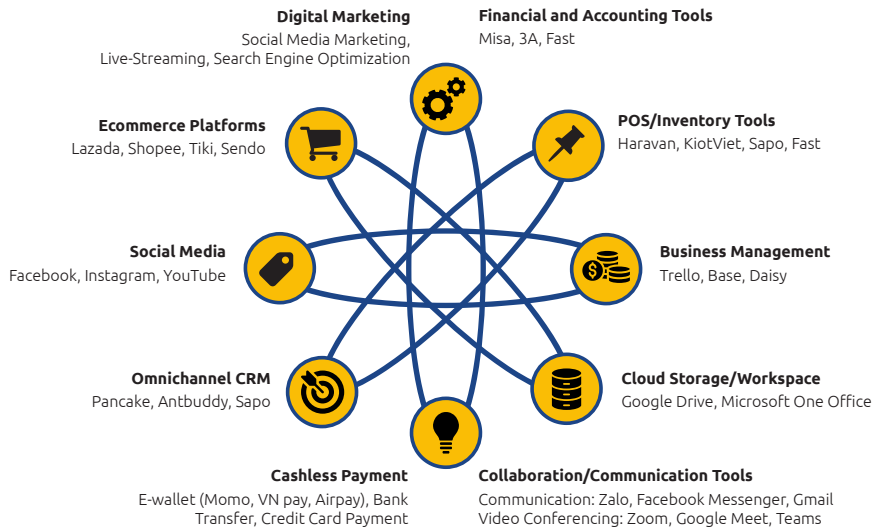 Digital Marketing
Social Media Marketing,
Live-Streaming, Search Engine Optimization
Financial and Accounting Tools
Misa, 3A, Fast
Ecommerce Platforms
Lazada, Shopee, Tiki, Sendo
POS/Inventory Tools
Haravan, KiotViet, Sapo, Fast
Social Media
Facebook, Instagram, YouTube
Business Management
Trello, Base, Daisy
$
Omnichannel CRM
Pancake, Antbuddy, Sapo
Cloud Storage/Workspace
Google Drive, Microsoft One Office
Cashless Payment
E-wallet (Momo, VN pay, Airpay), Bank
Transfer, Credit Card Payment
Collaboration/Communication Tools
Communication: Zalo, Facebook Messenger, Gmail
Video Conferencing: Zoom, Google Meet, Teams